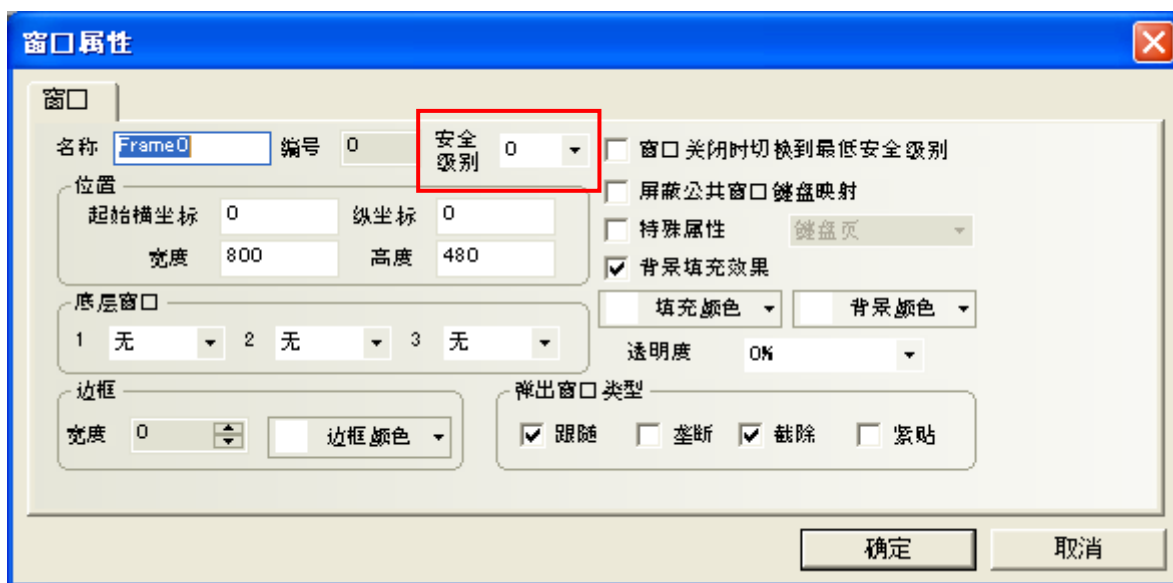 窗口属性
窗口
名称 Frame0 编号 0 安全级别 0 窗口关闭时切换到最低安全级别
位置 屏蔽公共窗口键盘映射
起始横坐标 0 纵坐标 0 特殊属性 键盘页
宽度 800 高度 480 背景填充效果
底层窗口 填充颜色 背景颜色
1 无 2 无 3 无 透明度 0%
边框 弹出窗口类型
宽度 0 边框颜色 跟随 垄断 截除 紧贴
确定 取消